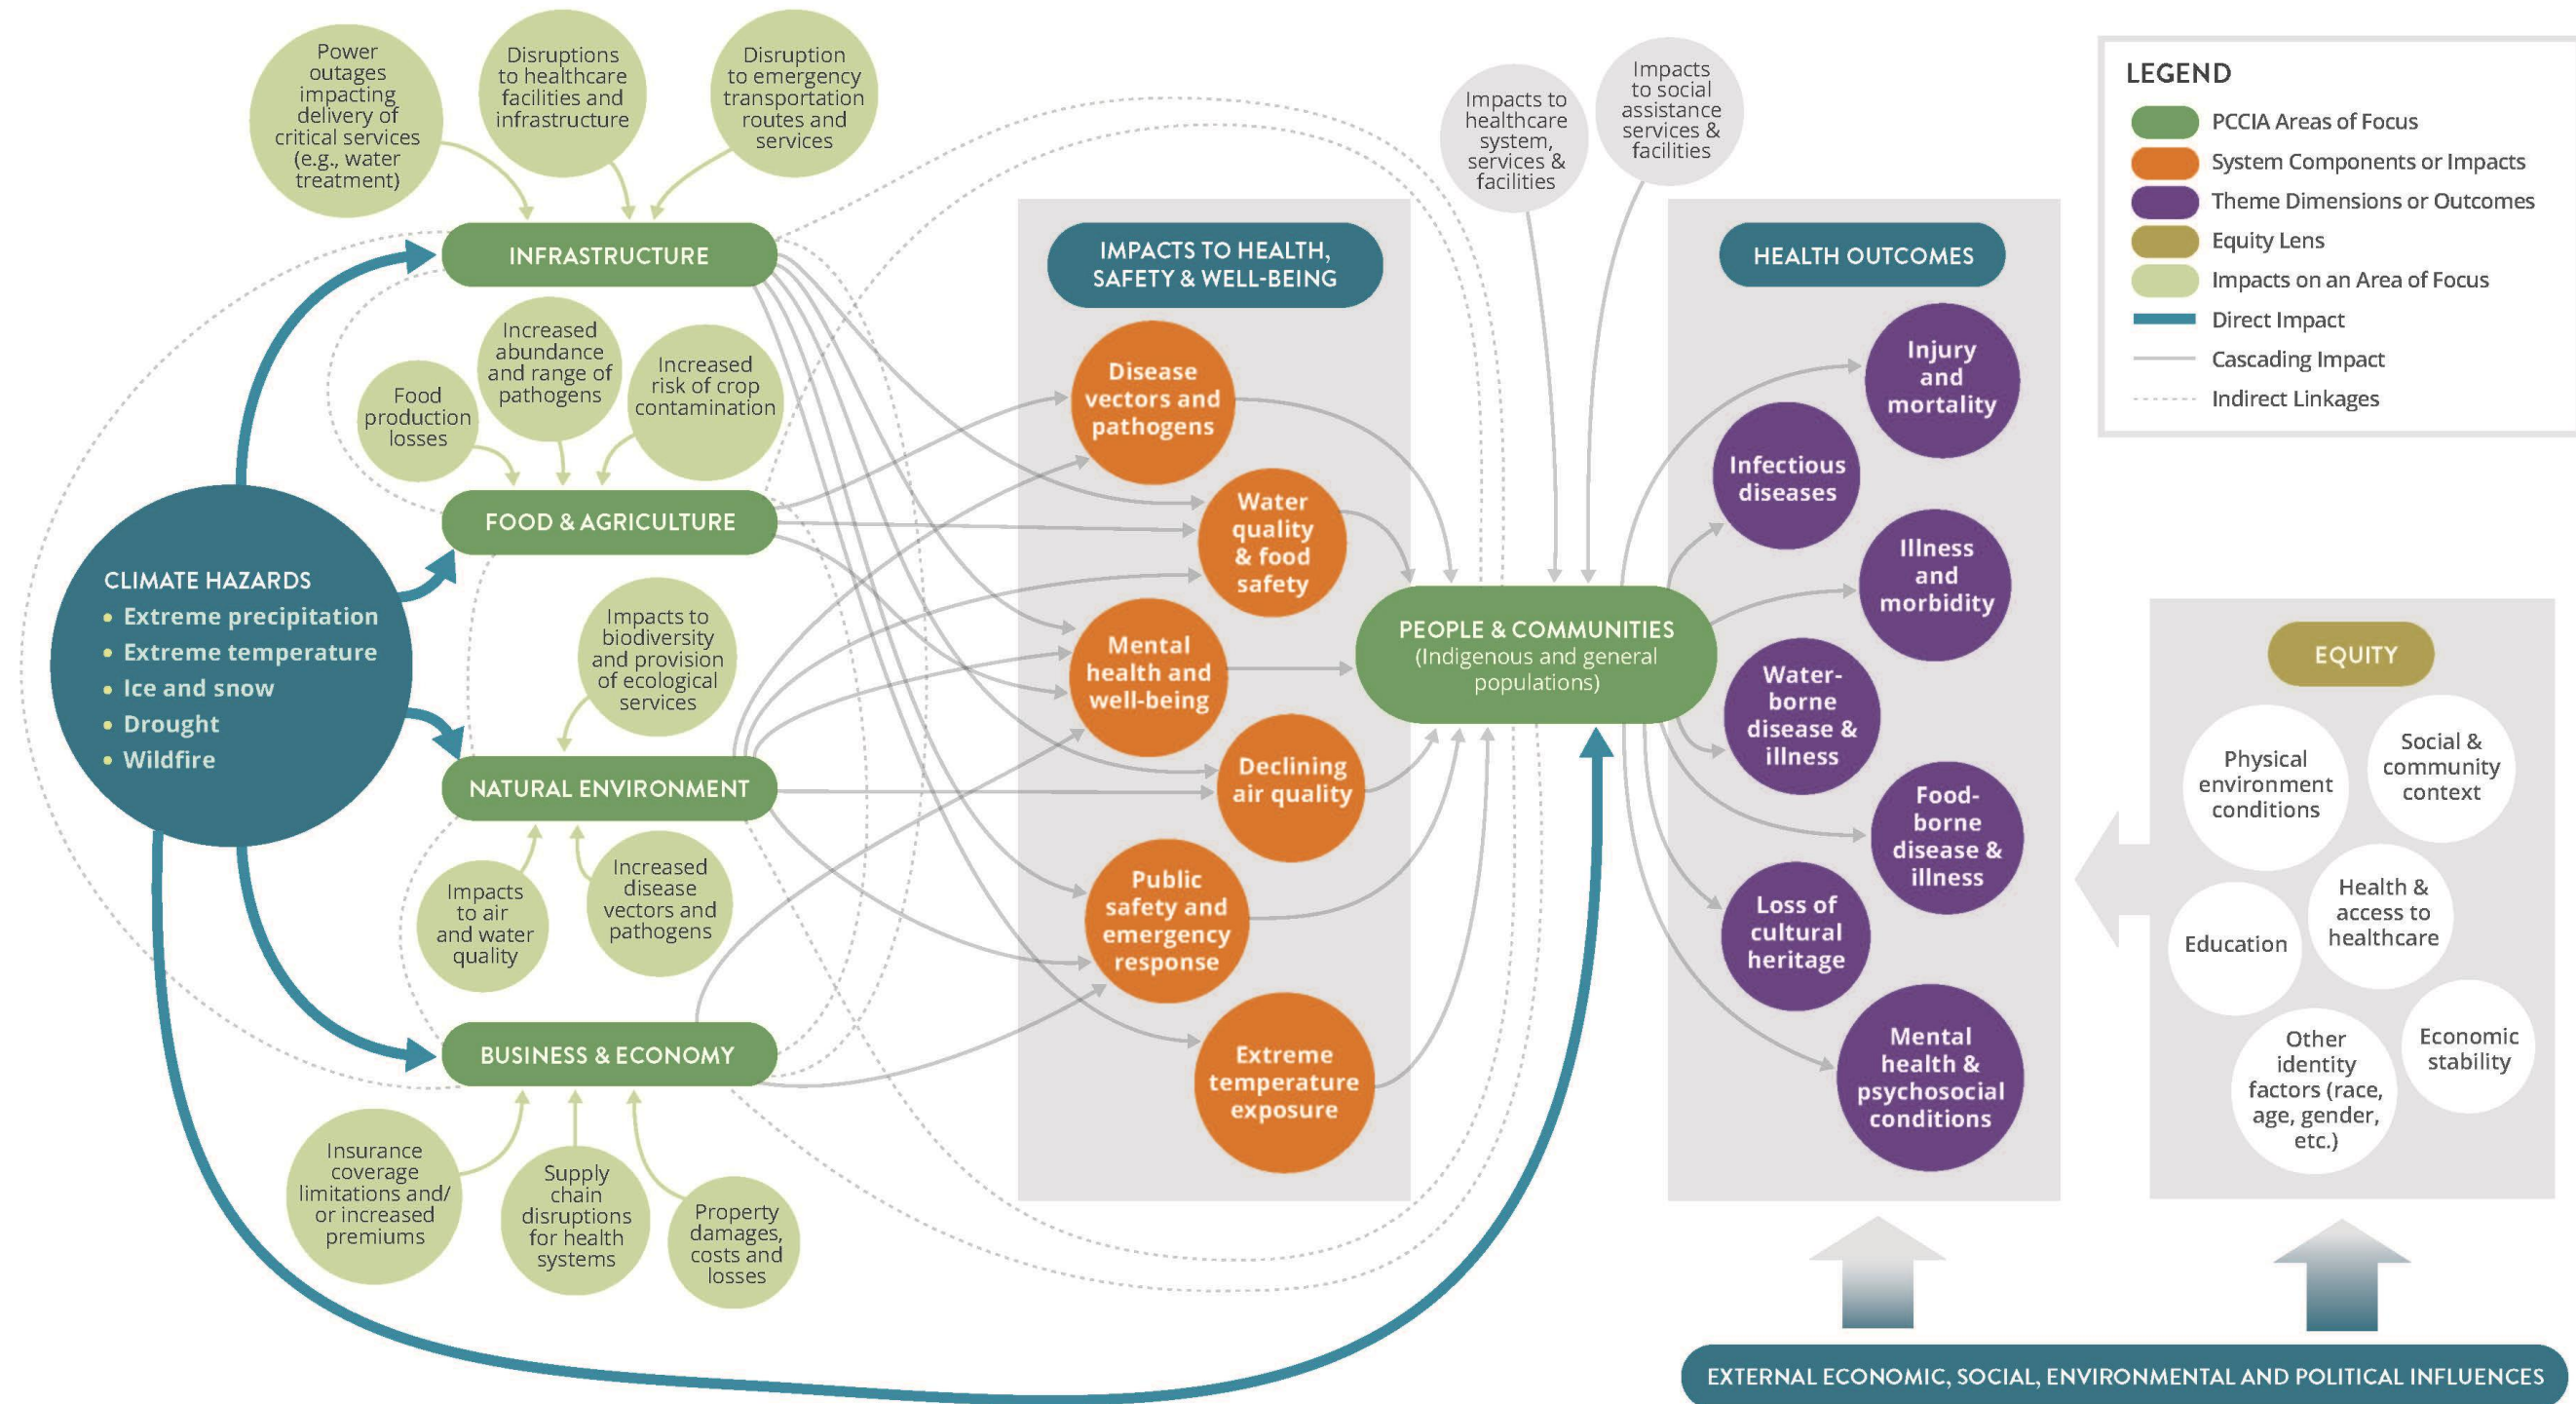 Power
outages
impacting
delivery of
critical services
(e.g., water
treatment)
Disruptions
to healthcare
facilities and
infrastructure
Disruption
to emergency
transportation
routes and
services
INFRASTRUCTURE
Food
production
losses
Increased
abundance
and range of
pathogens
Increased
risk of crop
contamination
FOOD & AGRICULTURE
CLIMATE HAZARDS
• Extreme precipitation
• Extreme temperature
• Ice and snow
• Drought
• Wildfire
Impacts to
biodiversity
and provision
of ecological
services
NATURAL ENVIRONMENT
Impacts
to air
and water
quality
Increased
disease
vectors and
pathogens
BUSINESS & ECONOMY
Insurance
coverage
limitations and/
or increased
premiums
Supply
chain
disruptions
for health
systems
Property
damages,
costs and
losses
IMPACTS TO HEALTH,
SAFETY & WELL-BEING
Disease
vectors and
pathogens
Water
quality
& food
safety
Mental
health and
well-being
Declining
air quality
Public
safety and
emergency
response
Extreme
temperature
exposure
Impacts to
healthcare
system,
services &
facilities
Impacts
to social
assistance
services &
facilities
PEOPLE & COMMUNITIES
(Indigenous and general
populations)
HEALTH OUTCOMES
Injury
and
mortality
Infectious
diseases
Illness
and
morbidity
Water-
borne
disease &
illness
Food-
borne
disease &
illness
Loss of
cultural
heritage
Mental
health &
psychosocial
conditions
LEGEND
PCCIA Areas of Focus
System Components or Impacts
Theme Dimensions or Outcomes
Equity Lens
Impacts on an Area of Focus
Direct Impact
Cascading Impact
Indirect Linkages
EQUITY
Physical
environment
conditions
Social &
community
context
Education
Health &
access to
healthcare
Other
identity
factors (race,
age, gender,
etc.)
Economic
stability
EXTERNAL ECONOMIC, SOCIAL, ENVIRONMENTAL AND POLITICAL INFLUENCES